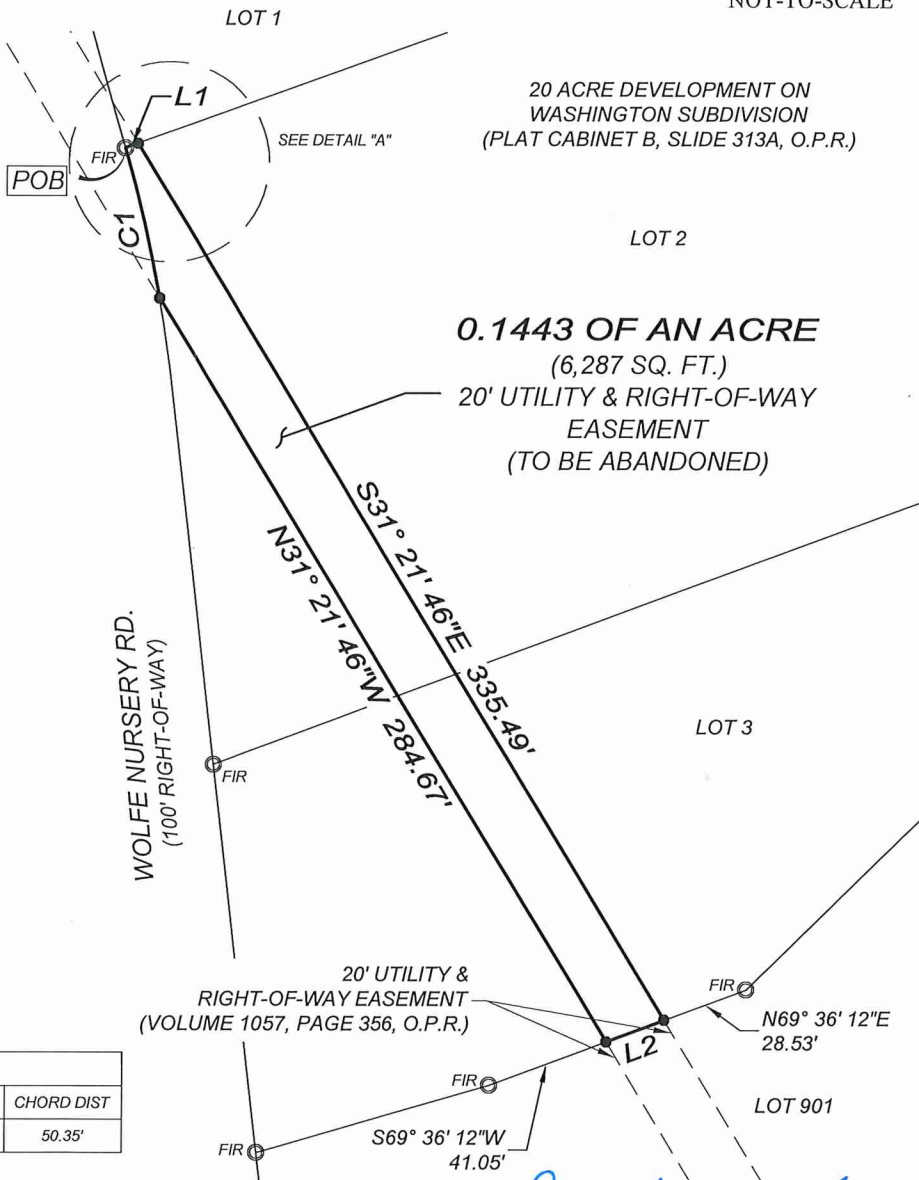 NOT-TO-SCALE
LOT 1
L1
20 ACRE DEVELOPMENT ON
WASHINGTON SUBDIVISION
(PLAT CABINET B, SLIDE 313A, O.P.R.)
SEE DETAIL "A"
FIR
POB
C1
LOT 2
0.1443 OF AN ACRE
(6,287 SQ. FT.)
20' UTILITY & RIGHT-OF-WAY
EASEMENT
(TO BE ABANDONED)
S31° 21' 46"E 335.49'
N31° 21' 46"W 284.67'
WOLFE NURSERY RD.
(100' RIGHT-OF-WAY)
LOT 3
FIR
20' UTILITY &
RIGHT-OF-WAY EASEMENT
(VOLUME 1057, PAGE 356, O.P.R.)
FIR
N69° 36' 12"E
28.53'
L2
FIR
LOT 901
CHORD DIST
50.35'
FIR
S69° 36' 12"W
41.05'